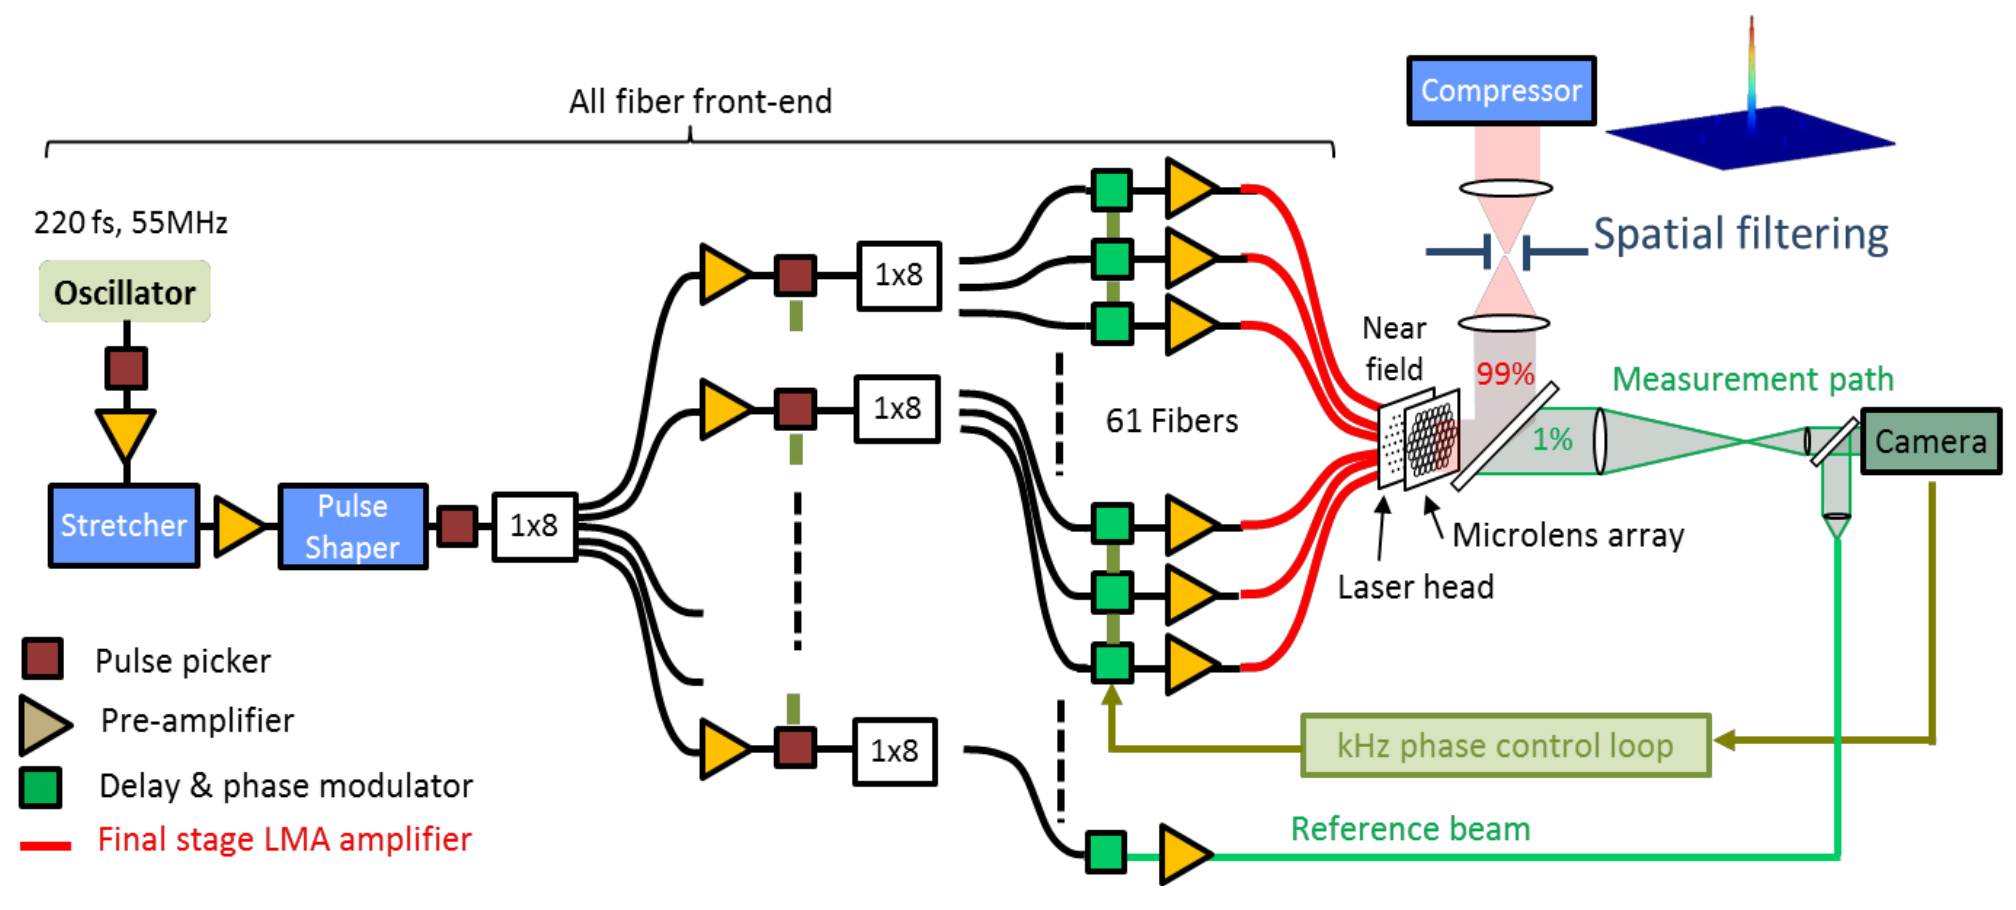 All fiber front-end
220 fs, 55MHz
Oscillator
Stretcher
Pulse
Shaper
1x8
1x8
1x8
1x8
61 Fibers
Near
field
Laser head
Microlens array
99%
1%
Compressor
Spatial filtering
Measurement path
Camera
kHz phase control loop
Reference beam
Pulse picker
Pre-amplifier
Delay & phase modulator
Final stage LMA amplifier